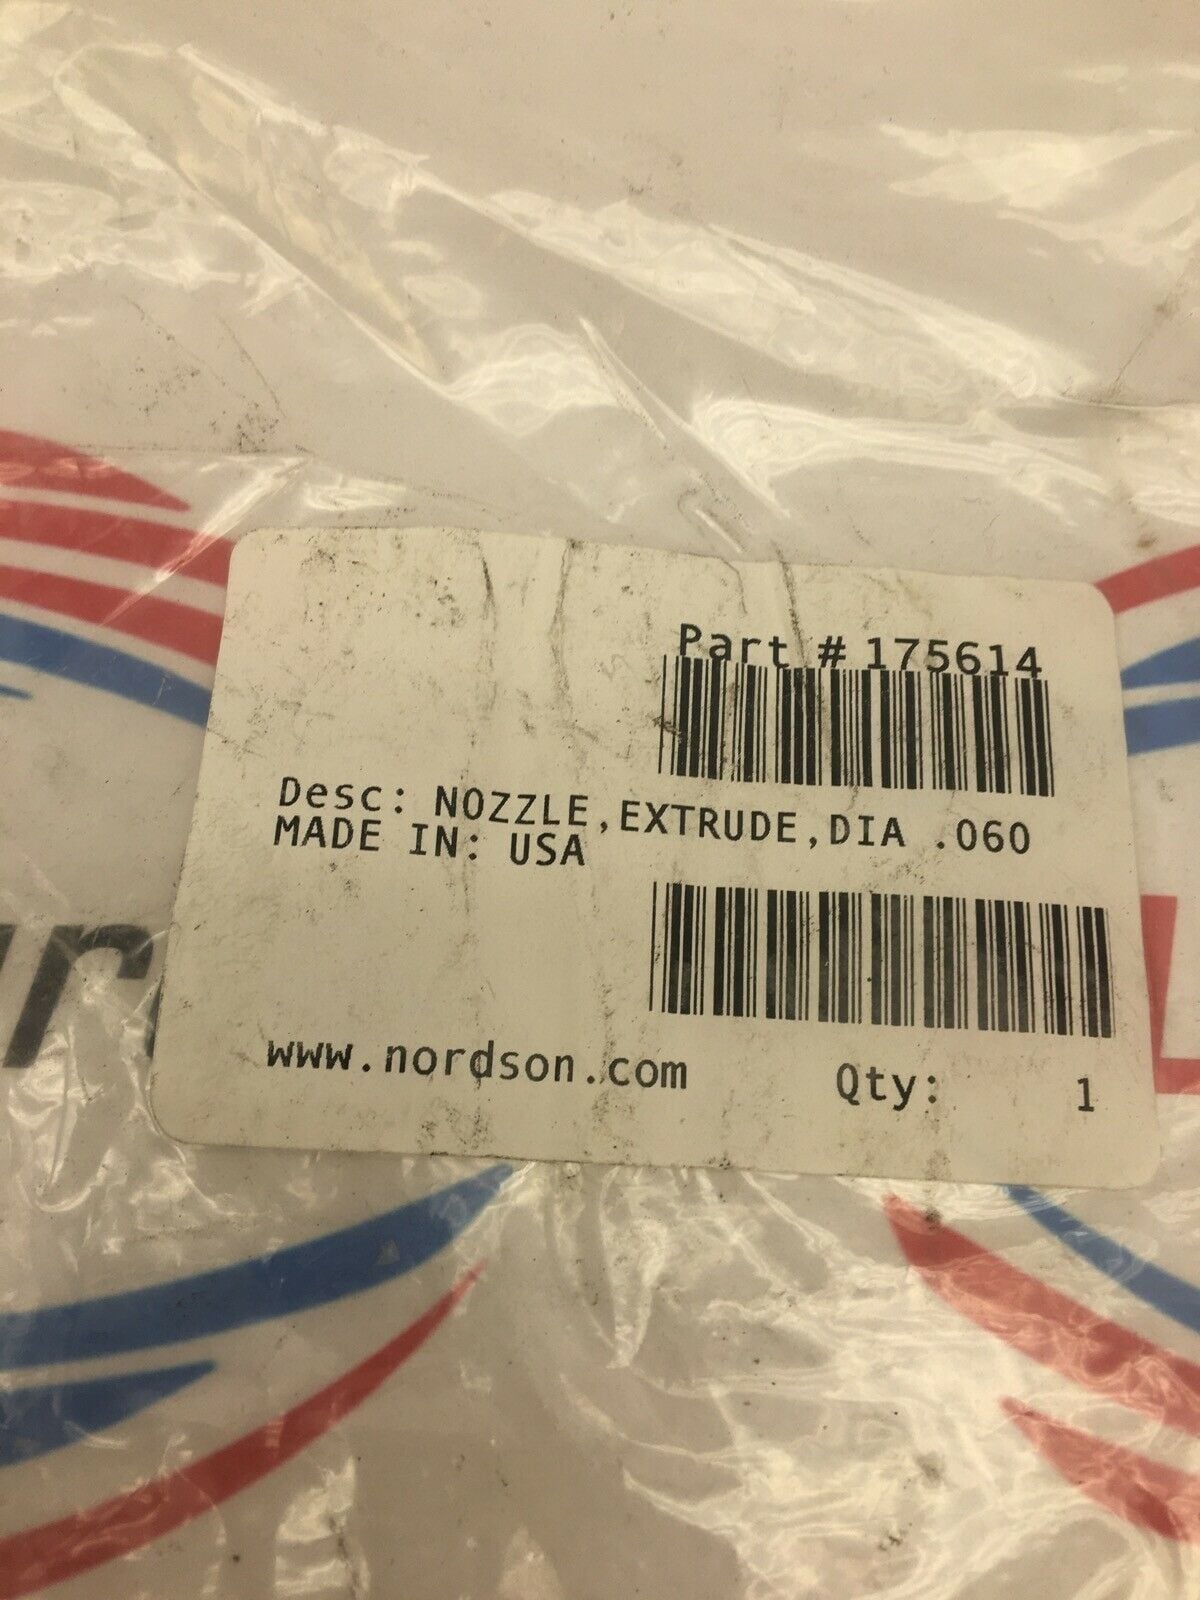 Part # 175614
Desc: NOZZLE,EXTRUDE,DIA .060
MADE IN: USA
www.nordson.com
Qty: 1